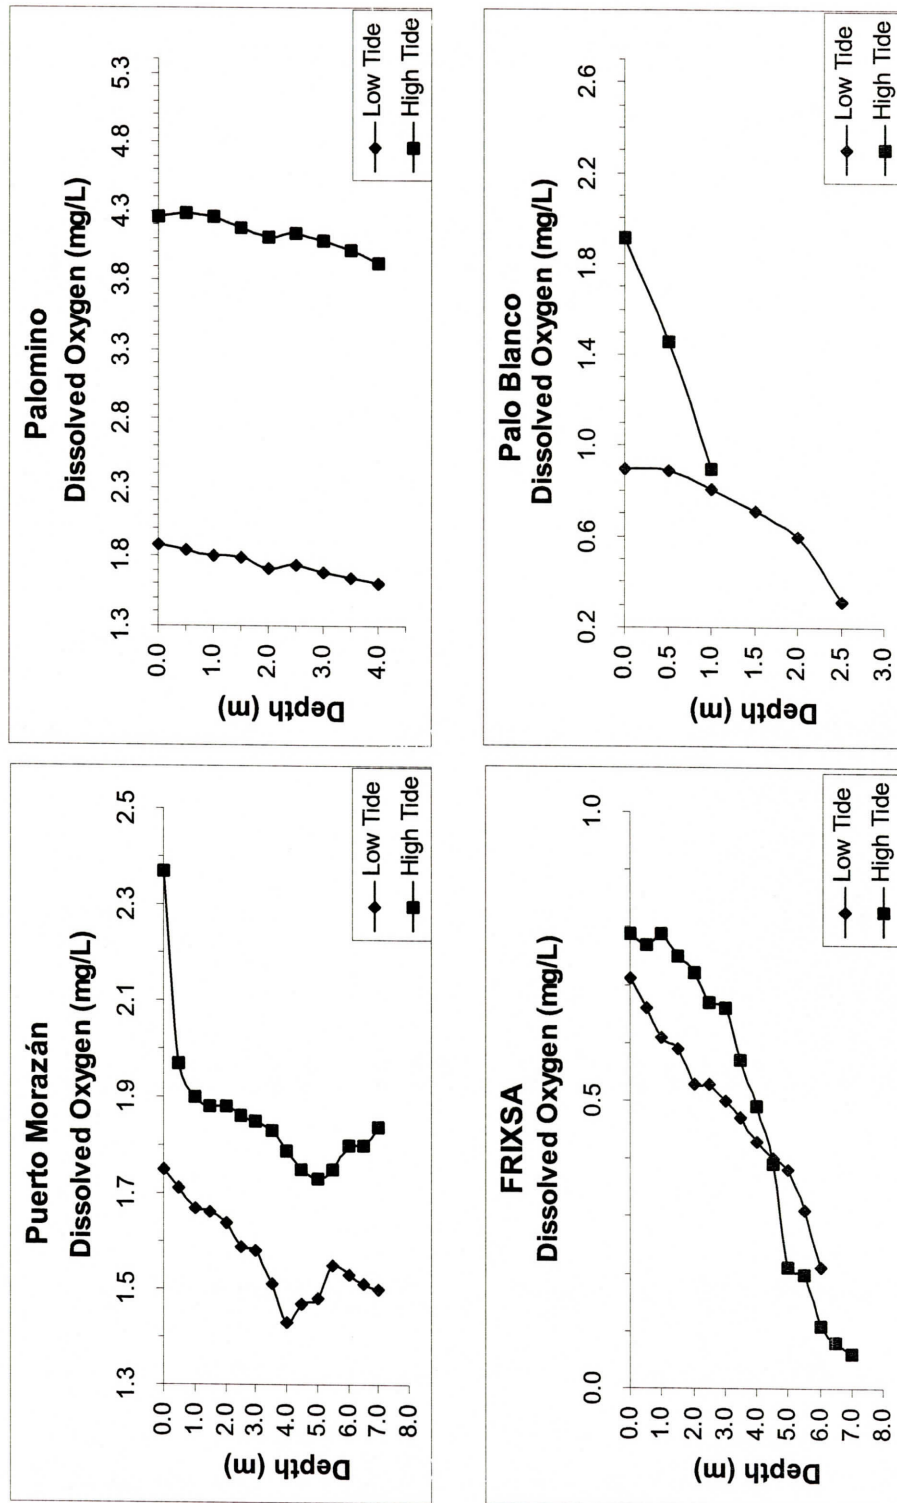 Puerto Morazán
Dissolved Oxygen (mg/L)
1.3 1.5 1.7 1.9 2.1 2.3 2.5
0.0
1.0
2.0
3.0
4.0
5.0
6.0
7.0
8.0
Depth (m)
Low Tide
High Tide
Palomino
Dissolved Oxygen (mg/L)
1.3 1.8 2.3 2.8 3.3 3.8 4.3 4.8 5.3
0.0
1.0
2.0
3.0
4.0
Depth (m)
Low Tide
High Tide
FRIXSA
Dissolved Oxygen (mg/L)
0.0 0.5 1.0
0.0
1.0
2.0
3.0
4.0
5.0
6.0
7.0
8.0
Depth (m)
Low Tide
High Tide
Palo Blanco
Dissolved Oxygen (mg/L)
0.2 0.6 1.0 1.4 1.8 2.2 2.6
0.0
0.5
1.0
1.5
2.0
2.5
3.0
Depth (m)
Low Tide
High Tide